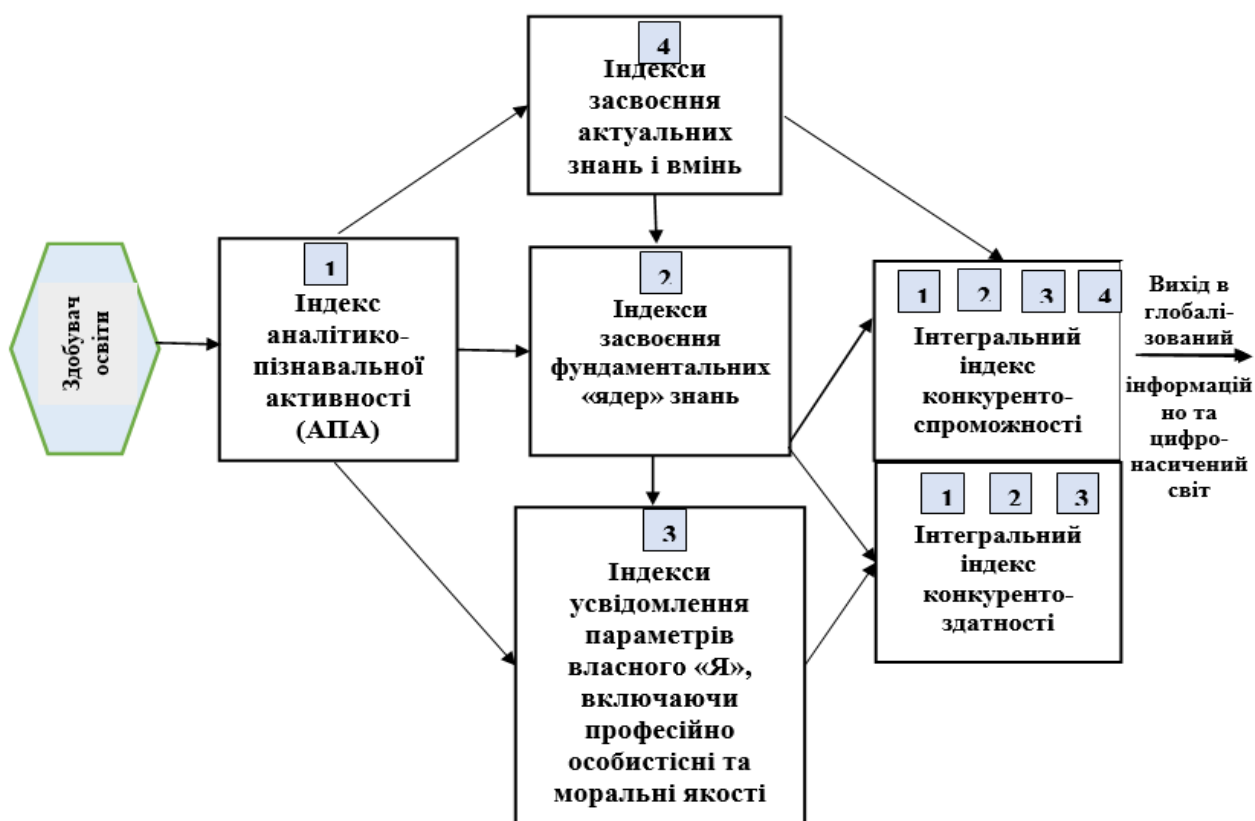 Здобувач
освіти
1
Індекс
аналітико-
пізнавальної
активності
(АПА)
4
Індекси
засвоєння
актуальних
знань і вмінь
2
Індекси
засвоєння
фундаментальних
«ядер» знань
3
Індекси
усвідомлення
параметрів
власного «Я»,
включаючи
професійно
особистісні та
моральні якості
1 2 3 4
Інтегральний
індекс
конкуренто-
спроможності
1 2 3
Інтегральний
індекс
конкуренто-
здатності
Вихід в
глобалі-
зований
інформацій
но та
цифро-
насичений
світ